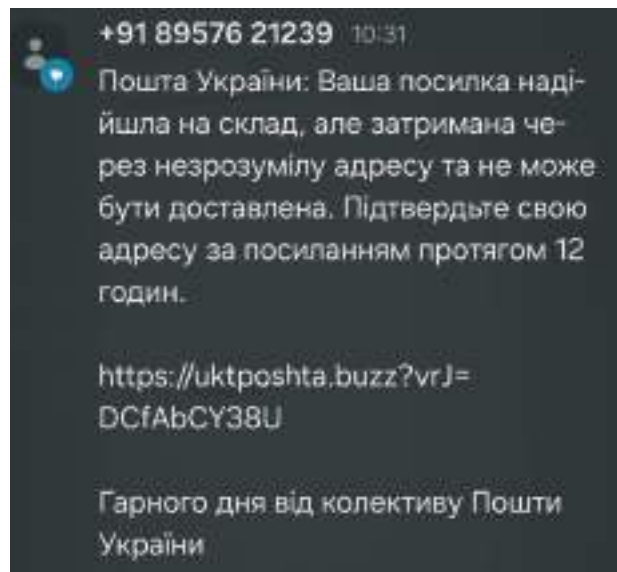 +91 89576 21239 10:31
Пошта України: Ваша посилка наді-
йшла на склад, але затримана че-
рез незрозумілу адресу та не може
бути доставлена. Підтвердьте свою
адресу за посиланням протягом 12
годин.
https://uktposhta.buzz?vrJ=
DCfAbCY38U
Гарного дня від колективу Пошти
України